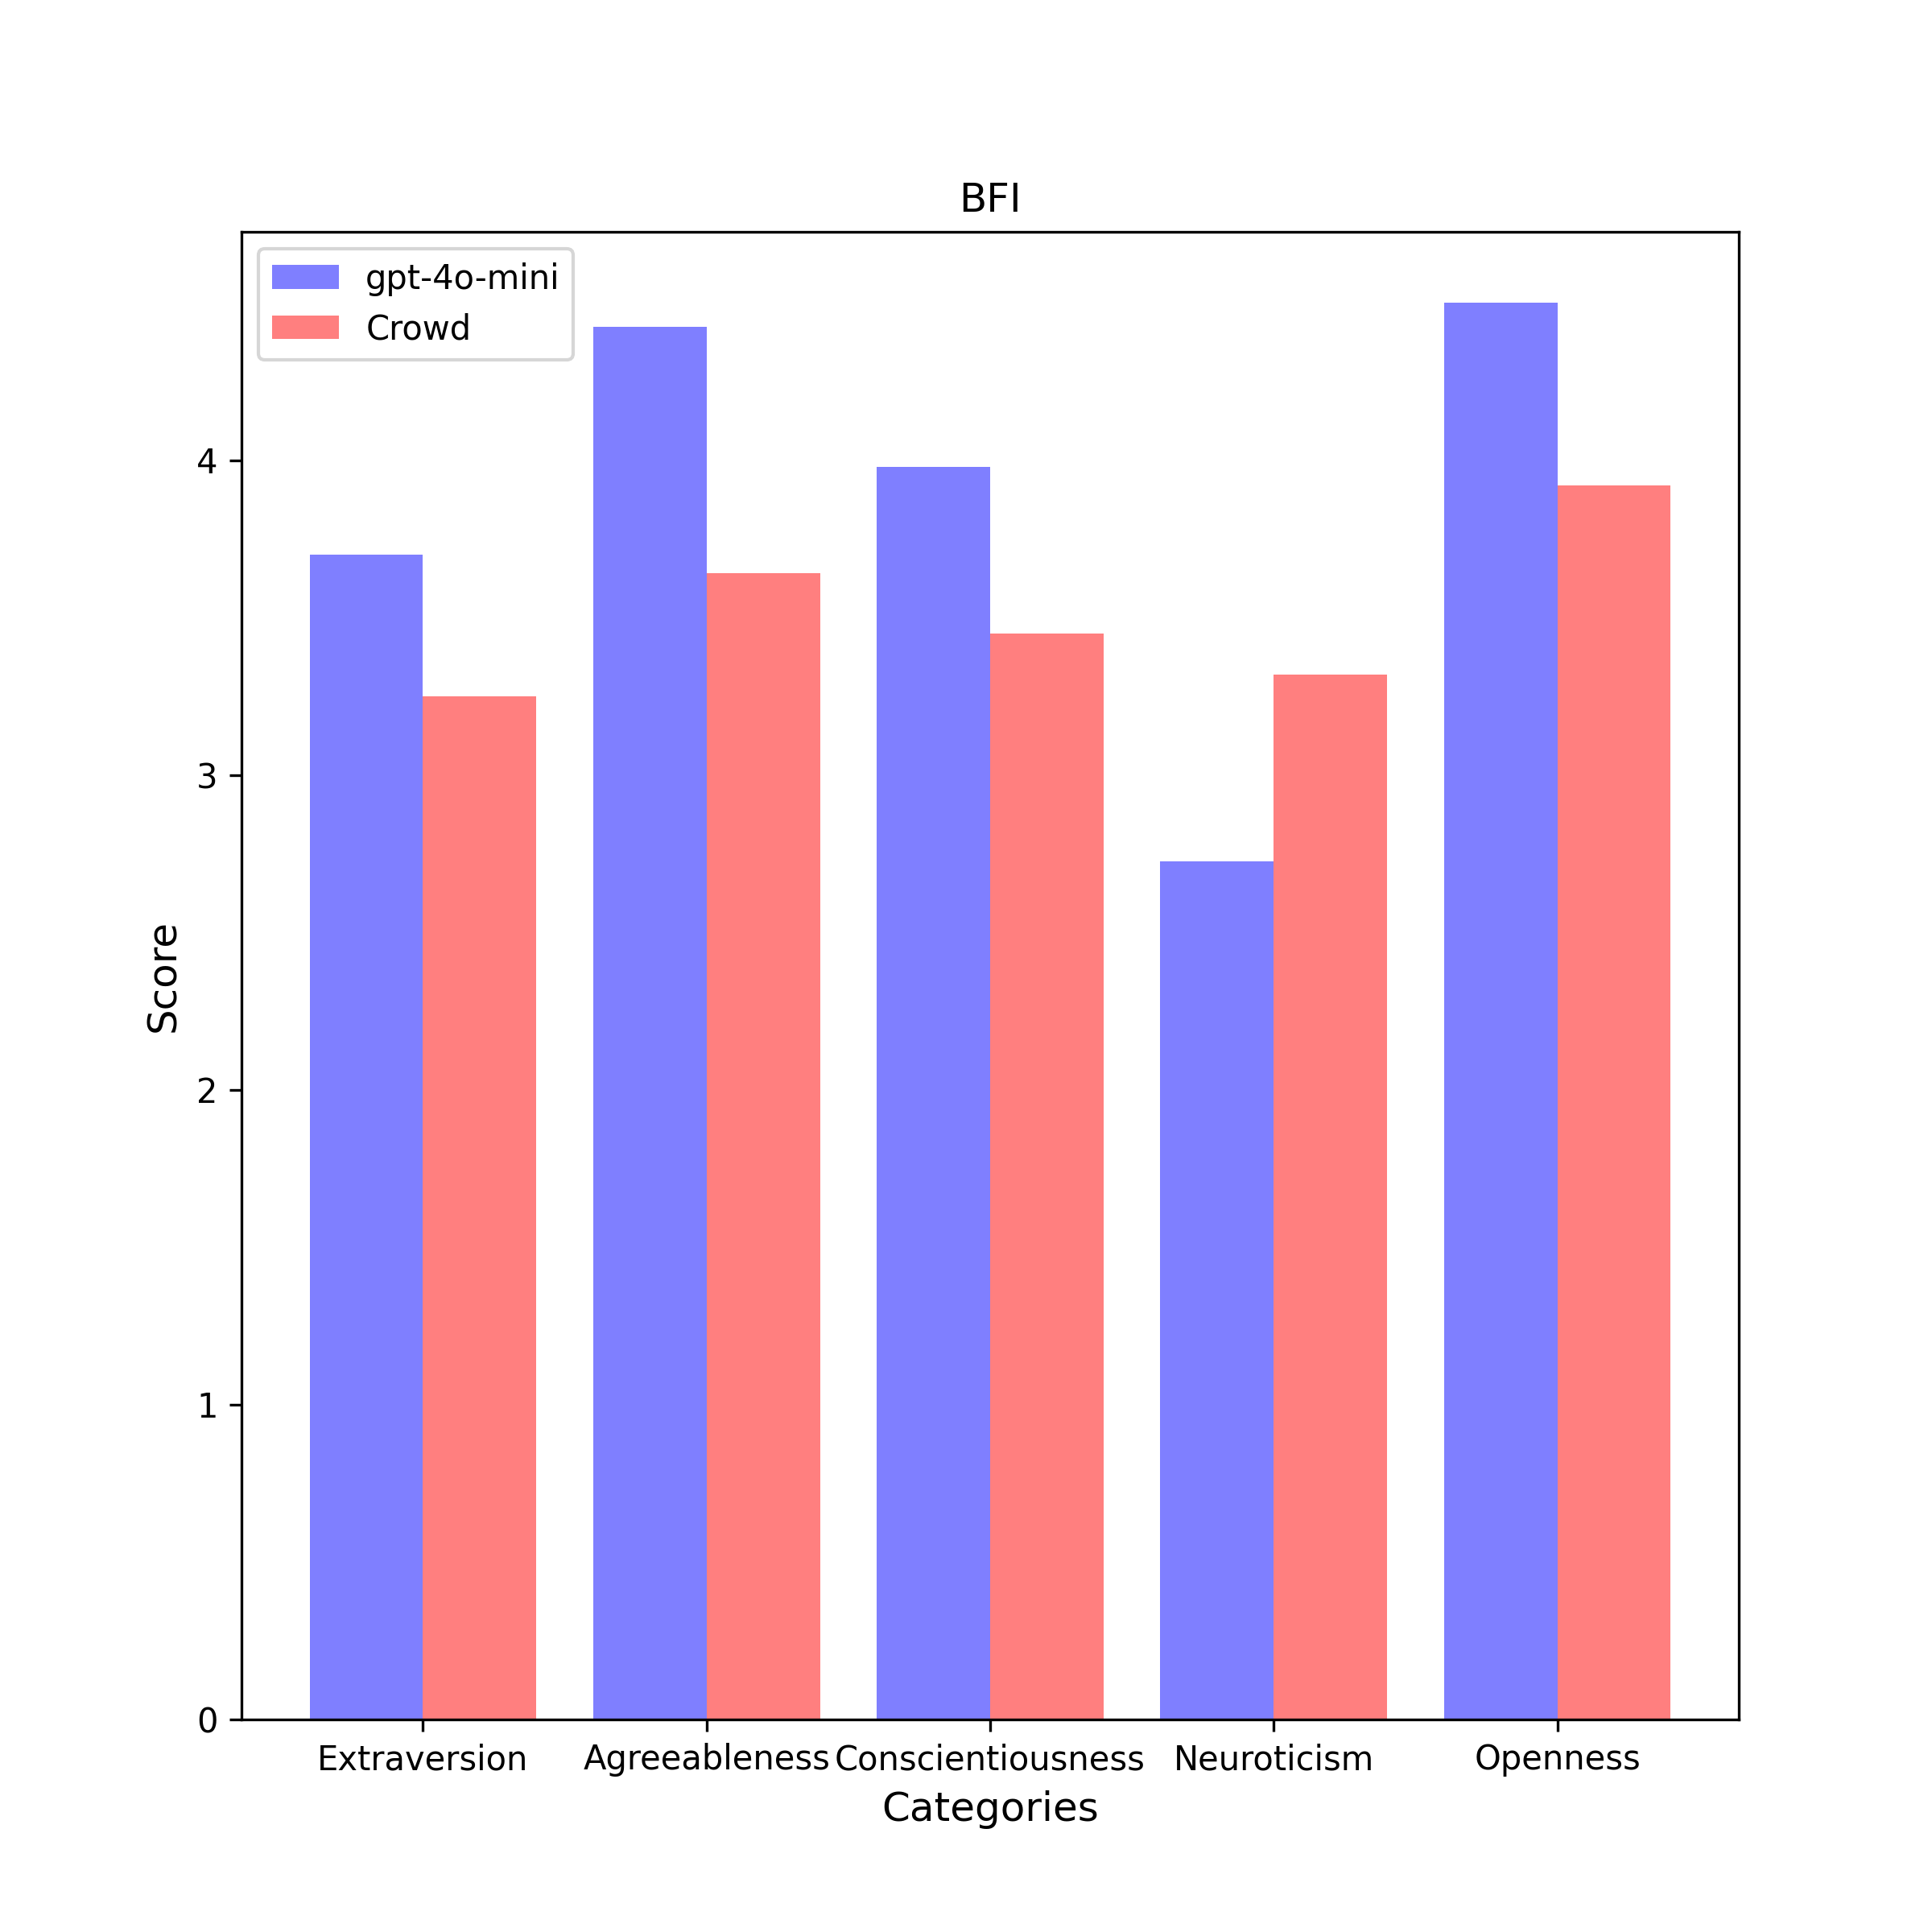 BFI
gpt-4o-mini
Crowd
4
3
2
1
0
Score
Extraversion Agreeableness Conscientiousness Neuroticism Openness
Categories